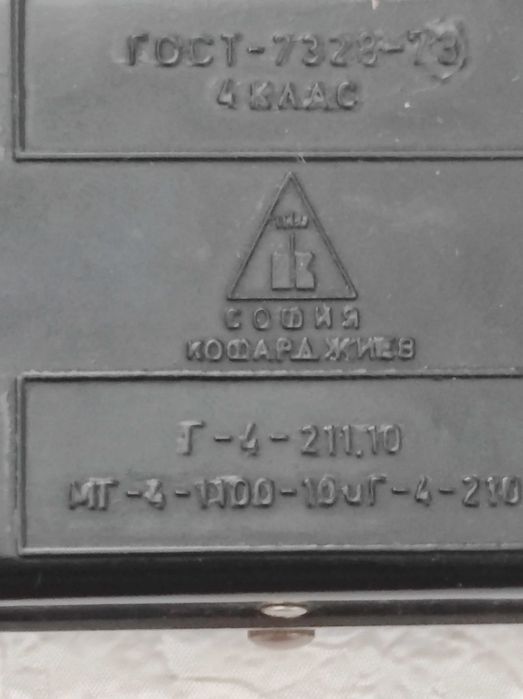 ГОСТ-7328-73
4 КЛАС
СОФИЯ
КОФАРДЖИЕВ
Г-4-211,10
МГ-4-1100-10 и Г-4-210